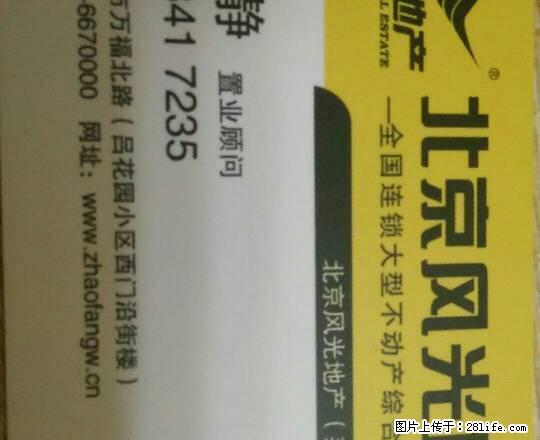 地产
L ESTATE
®
北京风光
一全国连锁大型不动产综合
北京风光地产（
静 置业顾问
341 7235
方万福北路（吕花园小区西门沿街楼）
-6670000 网址：www.zhaofangw.cn
图片上传于：281life.com